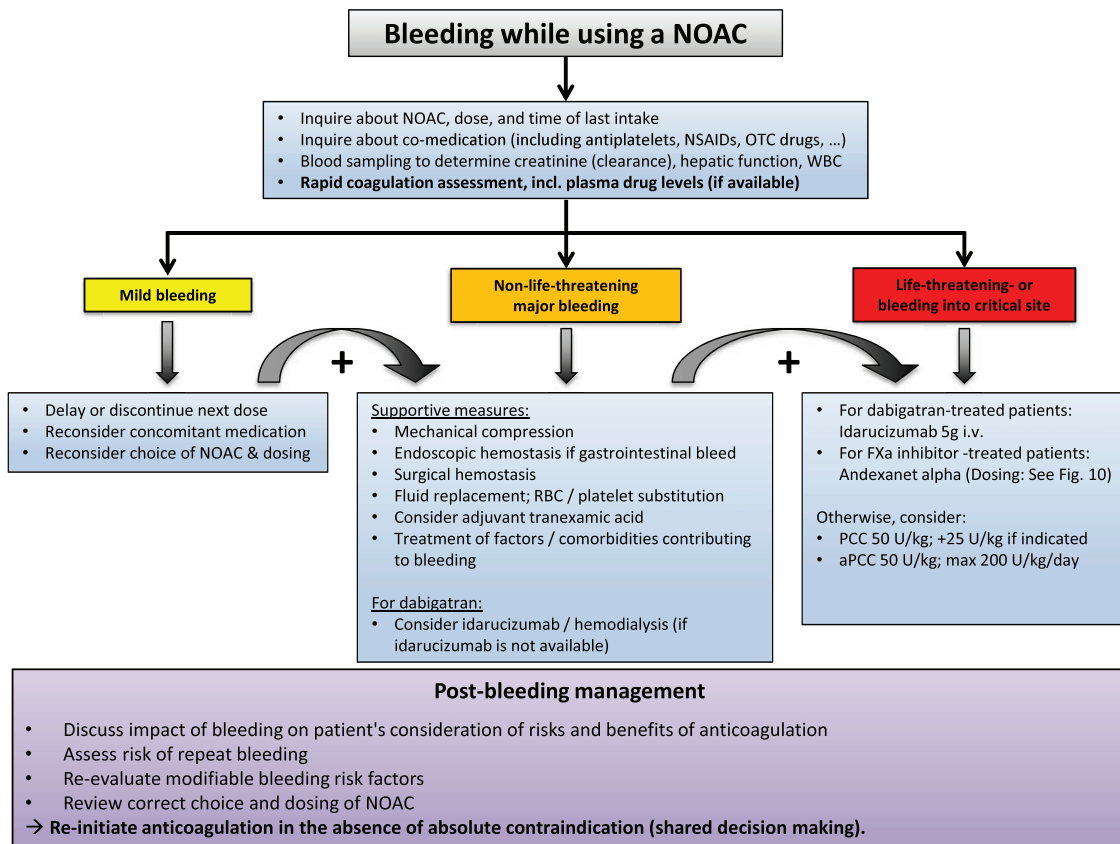 Bleeding while using a NOAC
• Inquire about NOAC, dose, and time of last intake
• Inquire about co-medication (including antiplatelets, NSAIDs, OTC drugs, ...)
• Blood sampling to determine creatinine (clearance), hepatic function, WBC
• Rapid coagulation assessment, incl. plasma drug levels (if available)
Mild bleeding
Non-life-threatening
major bleeding
Life-threatening- or
bleeding into critical site
+
+
• Delay or discontinue next dose
• Reconsider concomitant medication
• Reconsider choice of NOAC & dosing
Supportive measures:
• Mechanical compression
• Endoscopic hemostasis if gastrointestinal bleed
• Surgical hemostasis
• Fluid replacement; RBC / platelet substitution
• Consider adjuvant tranexamic acid
• Treatment of factors / comorbidities contributing
to bleeding
For dabigatran:
• Consider idarucizumab / hemodialysis (if
idarucizumab is not available)
• For dabigatran-treated patients:
Idarucizumab 5g i.v.
• For FXa inhibitor -treated patients:
Andexanet alpha (Dosing: See Fig. 10)
Otherwise, consider:
• PCC 50 U/kg; +25 U/kg if indicated
• aPCC 50 U/kg; max 200 U/kg/day
Post-bleeding management
• Discuss impact of bleeding on patient's consideration of risks and benefits of anticoagulation
• Assess risk of repeat bleeding
• Re-evaluate modifiable bleeding risk factors
• Review correct choice and dosing of NOAC
→ Re-initiate anticoagulation in the absence of absolute contraindication (shared decision making).